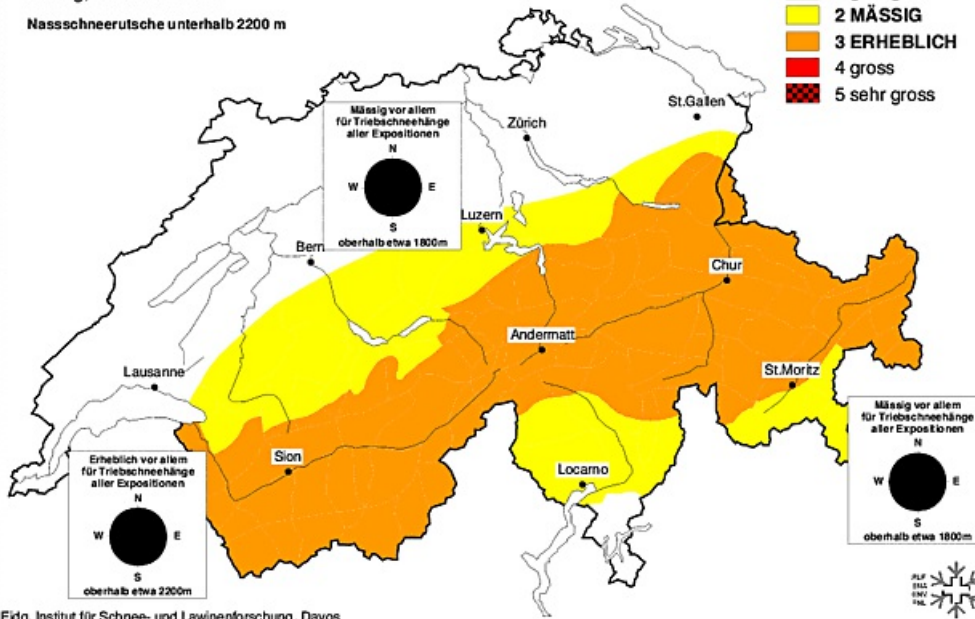 Nassschneerutsche unterhalb 2200 m
2 MÄSSIG
3 ERHEBLICH
4 gross
5 sehr gross
St.Gallen
Zürich
Mässig vor allem
für Triebschneehänge
aller Expositionen
N
W E
S
oberhalb etwa 1800m
Luzern
Bern
Chur
Andermatt
Lausanne
St.Moritz
Sion
Locarno
Erheblich vor allem
für Triebschneehänge
aller Expositionen
N
W E
S
oberhalb etwa 2200m
Mässig vor allem
für Triebschneehänge
aller Expositionen
N
W E
S
oberhalb etwa 1800m
Eidg. Institut für Schnee- und Lawinenforschung, Davos